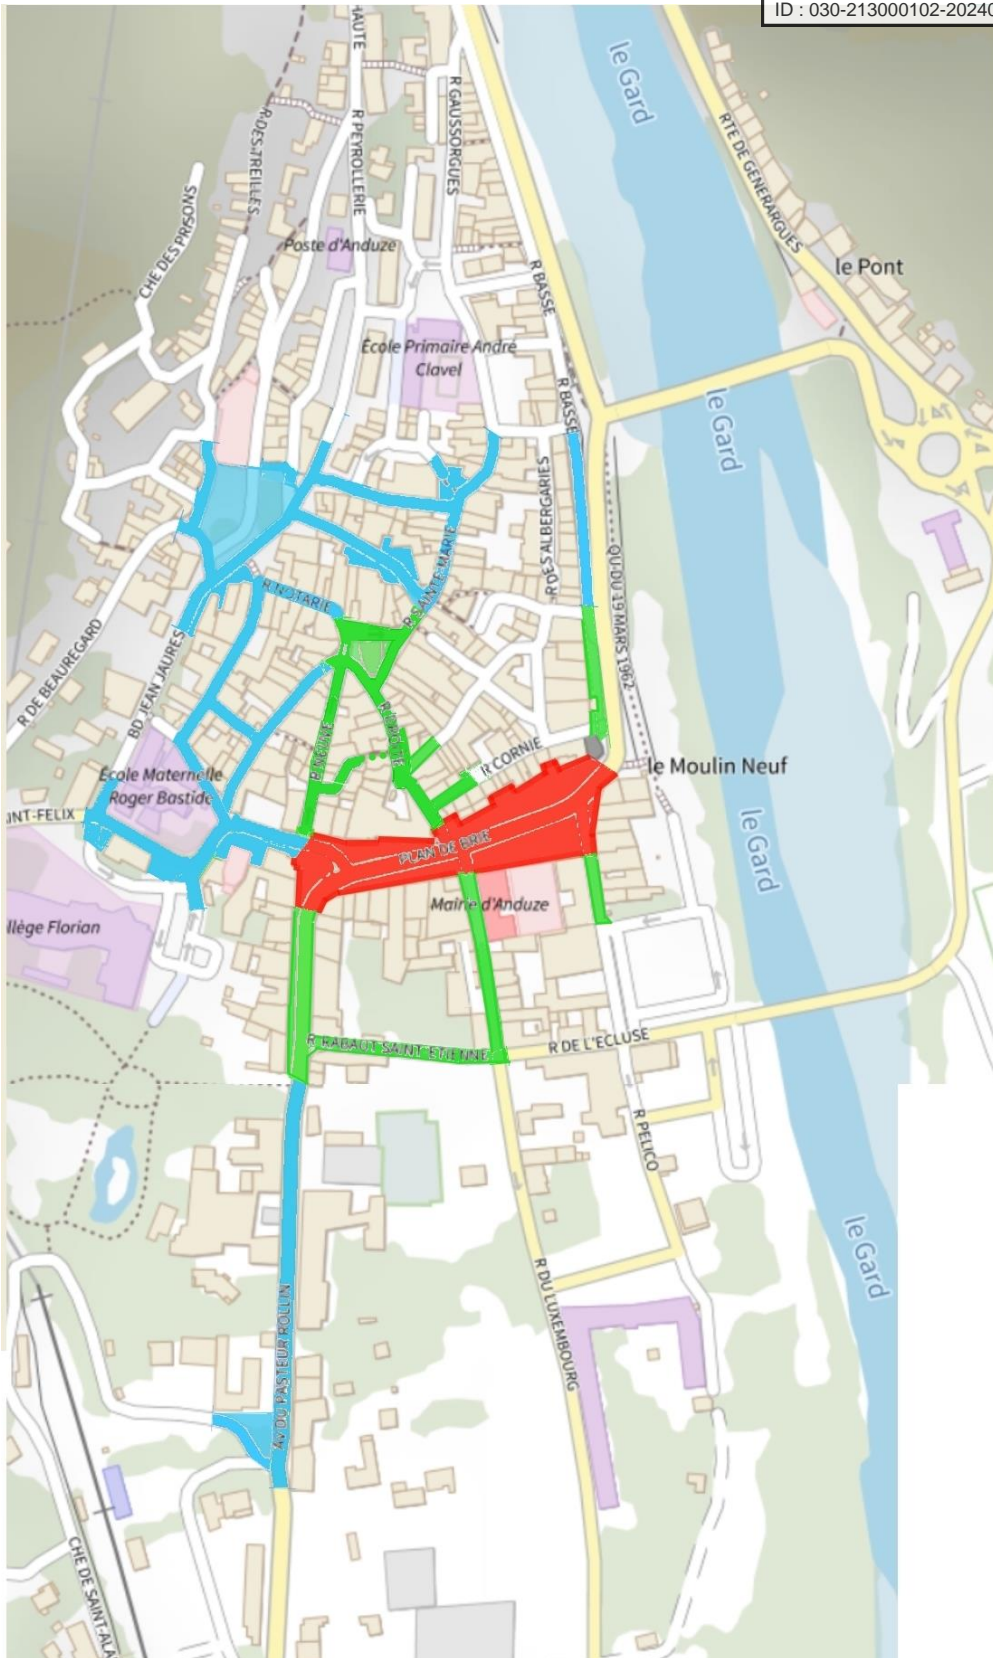 ID : 030-213000102-20240
HAUTE
le Gard
R GAUSSORGUES
R DES TREILLES
R PEYROLLERIE
RTE DE GENERARGUES
CHE DES PRISONS
Poste d'Anduze
le Pont
R BASSE
École Primaire André
Clavel
R BASSE
le Gard
R DES ALBERGARIES
R SAINTE-MARIE
QU DU 19 MARS 1962
R NOTARIE
R DE BEAUREGARD
BD JEAN JAURES
R NEUVE
R CORNIE
le Moulin Neuf
École Maternelle
Roger Bastide
INT-FELIX
le Gard
PLAN DE BRIE
Mairie d'Anduze
llège Florian
R RABAUT SAINT ETIENNE
R DE L'ECLUSE
R PELICO
le Gard
R DU LUXEMBOURG
AV DU PASTEUR ROLLIN
CHE DE SAINT-ALA